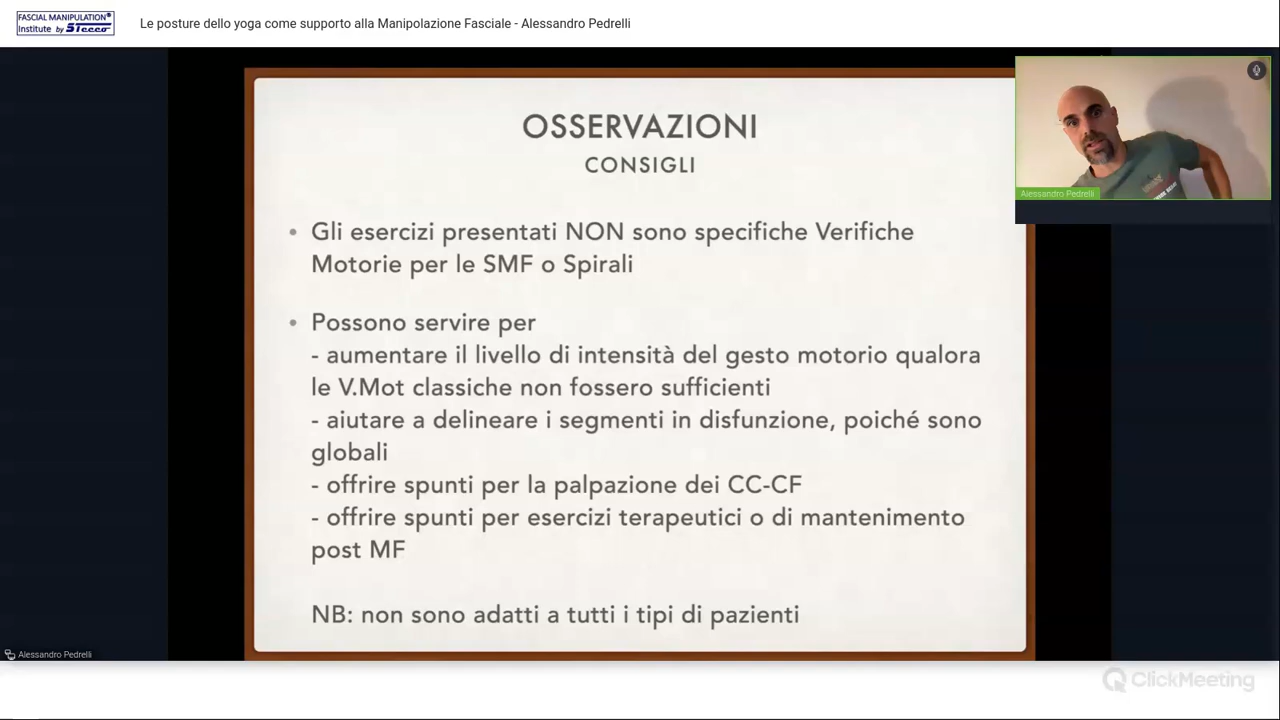 FASCIAL MANIPULATION®
Institute by Stecco
Le posture dello yoga come supporto alla Manipolazione Fasciale - Alessandro Pedrelli
OSSERVAZIONI
CONSIGLI
• Gli esercizi presentati NON sono specifiche Verifiche
Motorie per le SMF o Spirali
• Possono servire per
- aumentare il livello di intensità del gesto motorio qualora
le V.Mot classiche non fossero sufficienti
- aiutare a delineare i segmenti in disfunzione, poiché sono
globali
- offrire spunti per la palpazione dei CC-CF
- offrire spunti per esercizi terapeutici o di mantenimento
post MF
NB: non sono adatti a tutti i tipi di pazienti
Alessandro Pedrelli
Alessandro Pedrelli
ClickMeeting